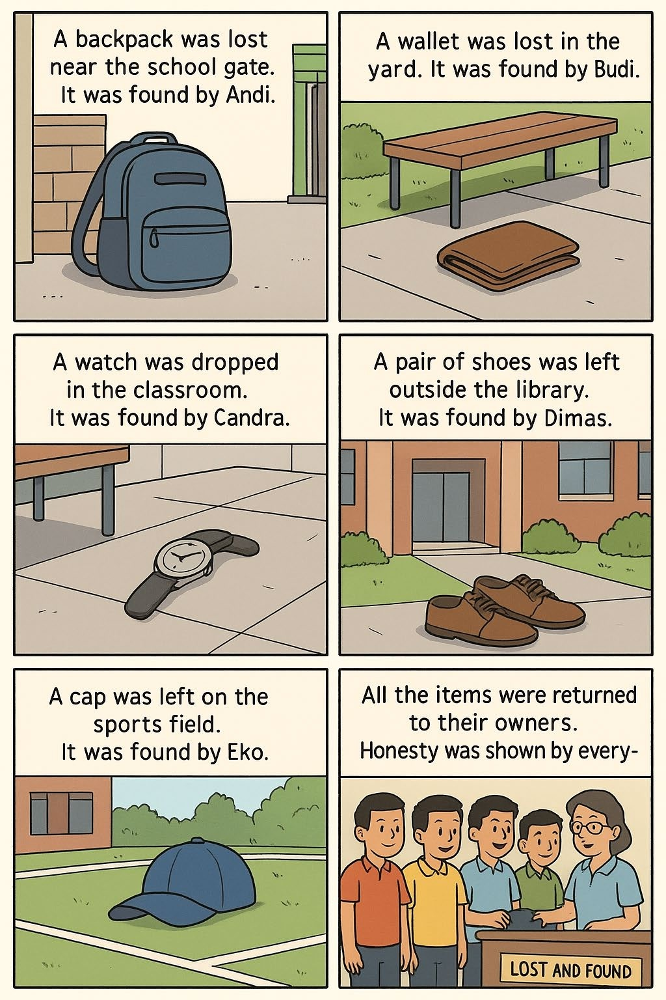 A backpack was lost
near the school gate.
It was found by Andi.
A wallet was lost in the
yard. It was found by Budi.
A watch was dropped
in the classroom.
It was found by Candra.
A pair of shoes was left
outside the library.
It was found by Dimas.
A cap was left on the
sports field.
It was found by Eko.
All the items were returned
to their owners.
Honesty was shown by every-
LOST AND FOUND